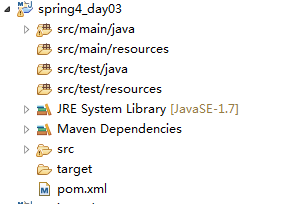 spring4_day03
src/main/java
src/main/resources
src/test/java
src/test/resources
JRE System Library [JavaSE-1.7]
Maven Dependencies
src
target
pom.xml